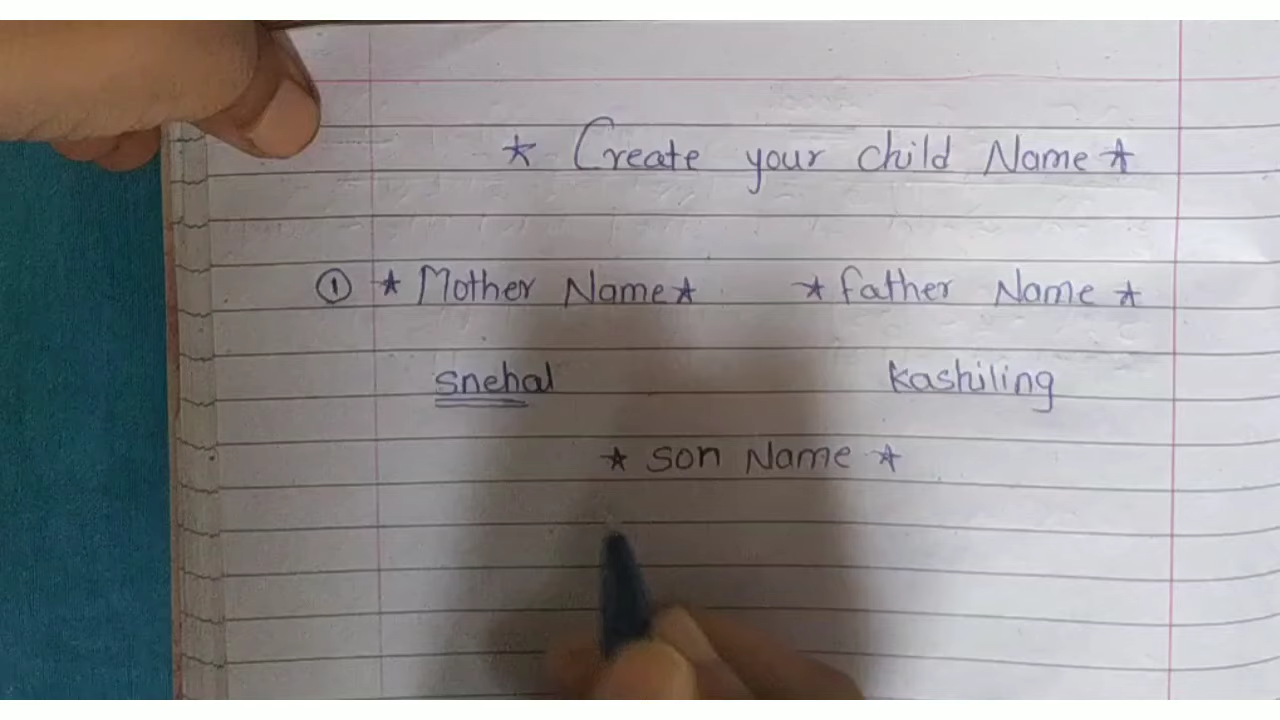 ★ Create your child Name ★
① ★ Mother Name ★ ★ father Name ★
snehal kashiling
★ son Name ★